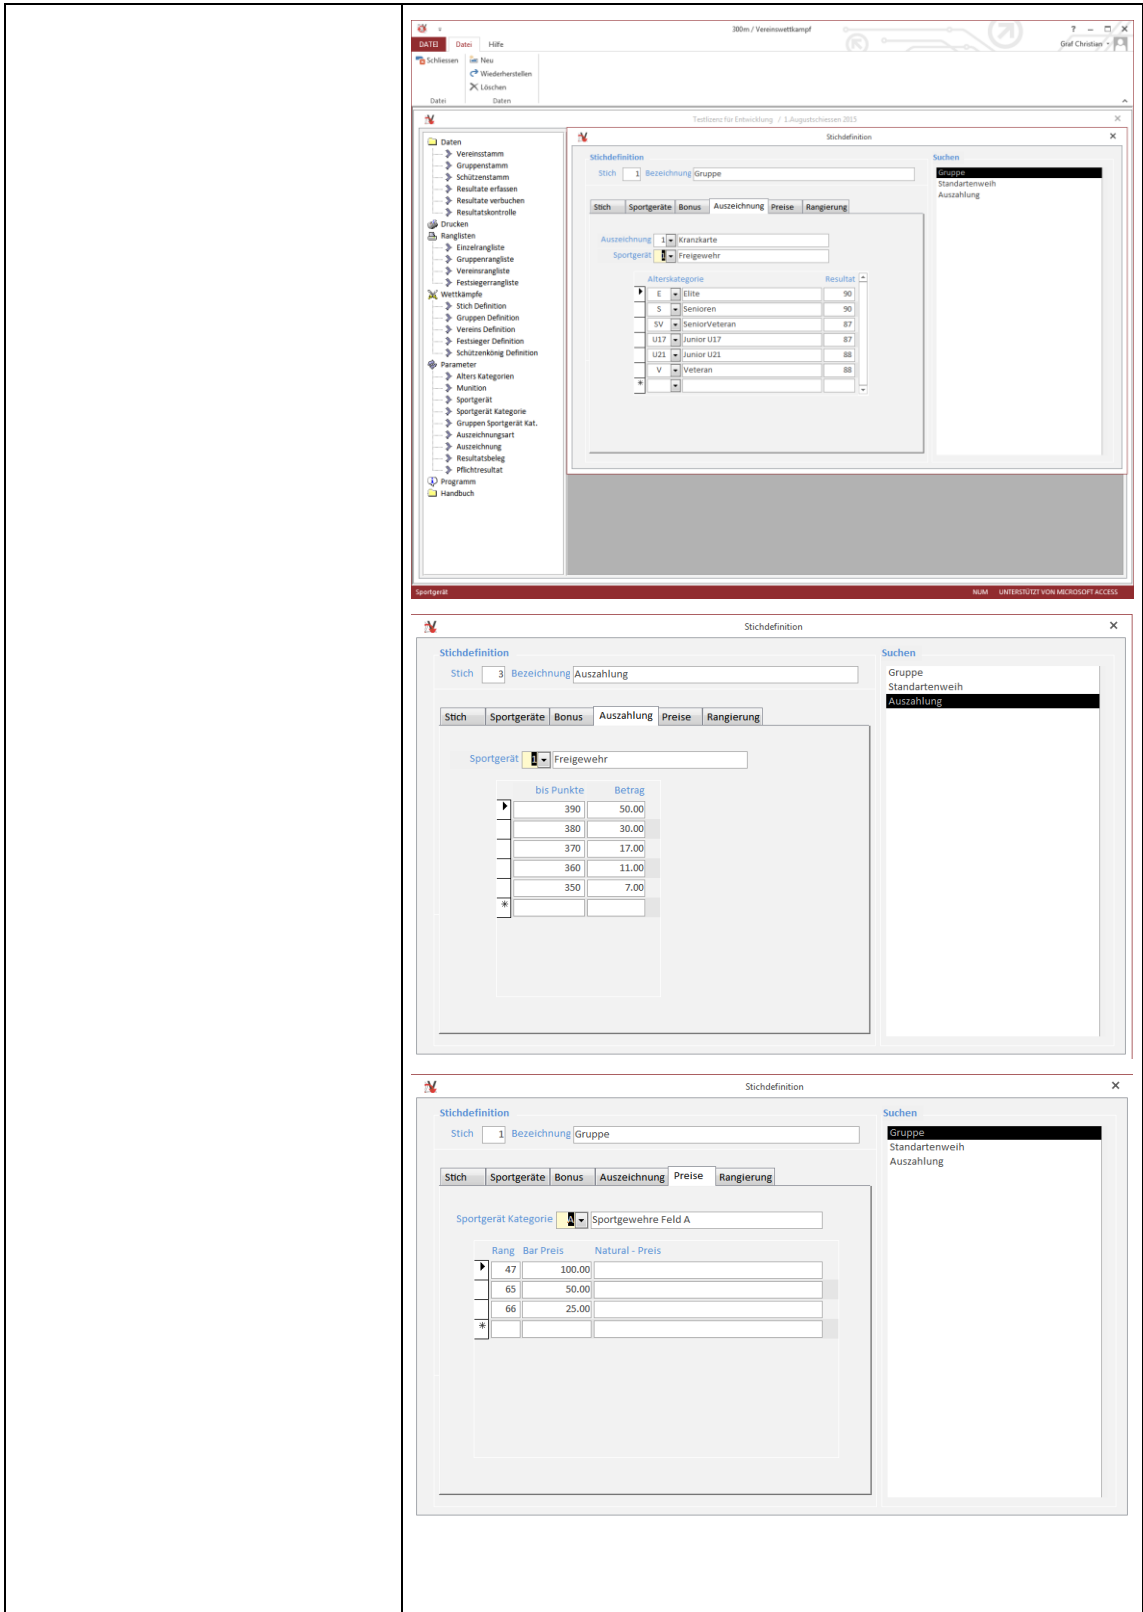 300m / Vereinswettkampf
? – □ X
DATEI Datei Hilfe Graf Christian
Schliessen Neu
Wiederherstellen
Löschen
Datei Daten
Testlizenz für Entwicklung / 1.Augustschiessen 2015
Daten
Vereinsstamm
Gruppenstamm
Schützenstamm
Resultate erfassen
Resultate verbuchen
Resultatskontrolle
Drucken
Ranglisten
Einzelrangliste
Gruppenrangliste
Vereinsrangliste
Festsiegerrangliste
Wettkämpfe
Stich Definition
Gruppen Definition
Vereins Definition
Festsieger Definition
Schützenkönig Definition
Parameter
Alters Kategorien
Munition
Sportgerät
Sportgerät Kategorie
Gruppen Sportgerät Kat.
Auszeichnungsart
Auszeichnung
Resultatsbeleg
Pflichtresultat
Programm
Handbuch
Stichdefinition
Stichdefinition Suchen
Stich 1 Bezeichnung Gruppe
Gruppe
Standartenweih
Auszahlung
Stich Sportgeräte Bonus Auszeichnung Preise Rangierung
Auszeichnung 1 Kranzkarte
Sportgerät 1 Freigewehr
Alterskategorie Resultat
E Elite 90
S Senioren 90
SV SeniorVeteran 87
U17 Junior U17 87
U21 Junior U21 88
V Veteran 88
*
Sportgerät NUM UNTERSTÜTZT VON MICROSOFT ACCESS
Stichdefinition
Stichdefinition Suchen
Stich 3 Bezeichnung Auszahlung
Gruppe
Standartenweih
Auszahlung
Stich Sportgeräte Bonus Auszahlung Preise Rangierung
Sportgerät 1 Freigewehr
bis Punkte Betrag
390 50.00
380 30.00
370 17.00
360 11.00
350 7.00
*
Stichdefinition
Stichdefinition Suchen
Stich 1 Bezeichnung Gruppe
Gruppe
Standartenweih
Auszahlung
Stich Sportgeräte Bonus Auszeichnung Preise Rangierung
Sportgerät Kategorie A Sportgewehre Feld A
Rang Bar Preis Natural - Preis
47 100.00
65 50.00
66 25.00
*